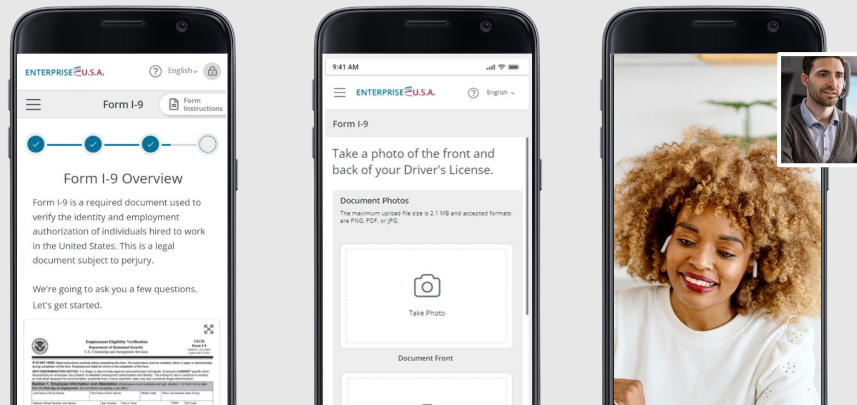 ENTERPRISE U.S.A.
English
Form I-9
Form
Instructions
Form I-9 Overview
Form I-9 is a required document used to
verify the identity and employment
authorization of individuals hired to work
in the United States. This is a legal
document subject to perjury.
We're going to ask you a few questions.
Let's get started.
Employment Eligibility Verification
Department of Homeland Security
U.S. Citizenship and Immigration Services
USCIS
Form I-9
9:41 AM
ENTERPRISE U.S.A.
English
Form I-9
Take a photo of the front and
back of your Driver's License.
Document Photos
The maximum upload file size is 2.1 MB and accepted formats
are PNG, PDF, or JPG.
Take Photo
Document Front